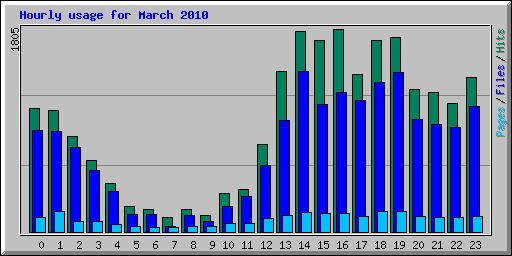 Hourly usage for March 2010
1805
Pages/Files/Hits
0 1 2 3 4 5 6 7 8 9 10 11 12 13 14 15 16 17 18 19 20 21 22 23